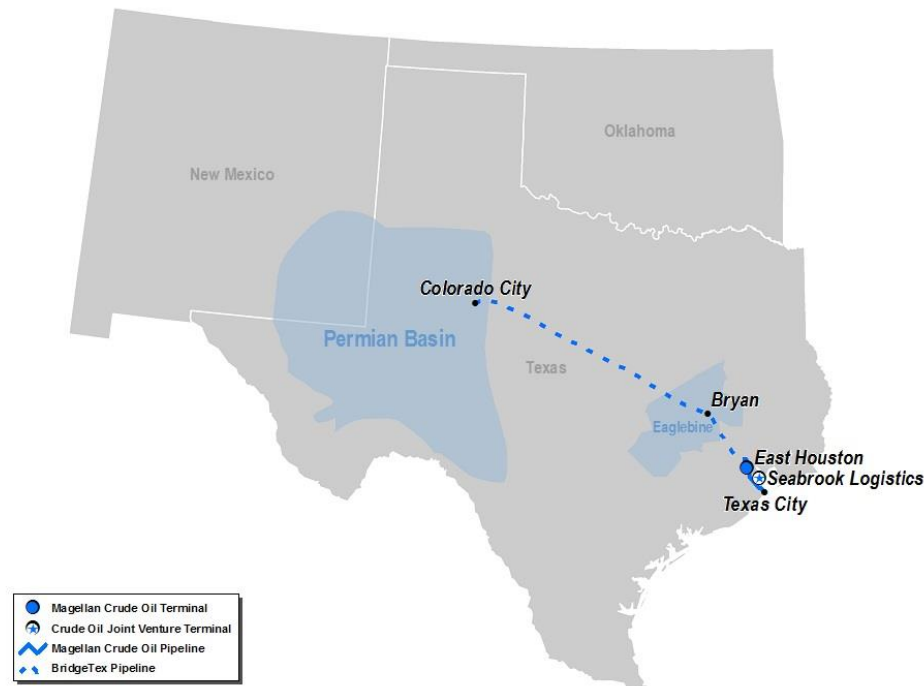 Oklahoma
New Mexico
Colorado City
Permian Basin
Texas
Bryan
Eaglebine
East Houston
Seabrook Logistics
Texas City
Magellan Crude Oil Terminal
Crude Oil Joint Venture Terminal
Magellan Crude Oil Pipeline
BridgeTex Pipeline